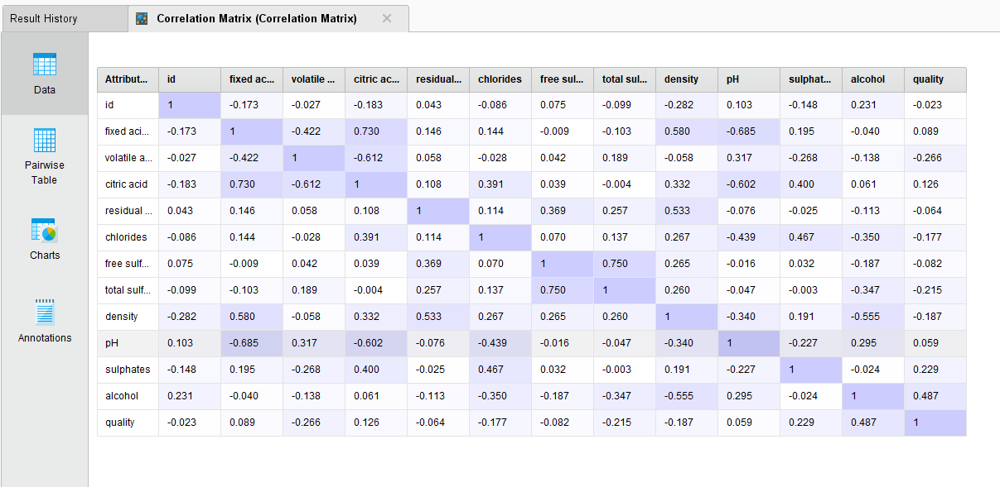 Result History
Correlation Matrix (Correlation Matrix)
Data
Pairwise
Table
Charts
Annotations
Attribut... id fixed ac... volatile ... citric ac... residual... chlorides free sul... total sul... density pH sulphat... alcohol quality
id 1 -0.173 -0.027 -0.183 0.043 -0.086 0.075 -0.099 -0.282 0.103 -0.148 0.231 -0.023
fixed aci... -0.173 1 -0.422 0.730 0.146 0.144 -0.009 -0.103 0.580 -0.685 0.195 -0.040 0.089
volatile a... -0.027 -0.422 1 -0.612 0.058 -0.028 0.042 0.189 -0.058 0.317 -0.268 -0.138 -0.266
citric acid -0.183 0.730 -0.612 1 0.108 0.391 0.039 -0.004 0.332 -0.602 0.400 0.061 0.126
residual ... 0.043 0.146 0.058 0.108 1 0.114 0.369 0.257 0.533 -0.076 -0.025 -0.113 -0.064
chlorides -0.086 0.144 -0.028 0.391 0.114 1 0.070 0.137 0.267 -0.439 0.467 -0.350 -0.177
free sulf... 0.075 -0.009 0.042 0.039 0.369 0.070 1 0.750 0.265 -0.016 0.032 -0.187 -0.082
total sulf... -0.099 -0.103 0.189 -0.004 0.257 0.137 0.750 1 0.260 -0.047 -0.003 -0.347 -0.215
density -0.282 0.580 -0.058 0.332 0.533 0.267 0.265 0.260 1 -0.340 0.191 -0.555 -0.187
pH 0.103 -0.685 0.317 -0.602 -0.076 -0.439 -0.016 -0.047 -0.340 1 -0.227 0.295 0.059
sulphates -0.148 0.195 -0.268 0.400 -0.025 0.467 0.032 -0.003 0.191 -0.227 1 -0.024 0.229
alcohol 0.231 -0.040 -0.138 0.061 -0.113 -0.350 -0.187 -0.347 -0.555 0.295 -0.024 1 0.487
quality -0.023 0.089 -0.266 0.126 -0.064 -0.177 -0.082 -0.215 -0.187 0.059 0.229 0.487 1